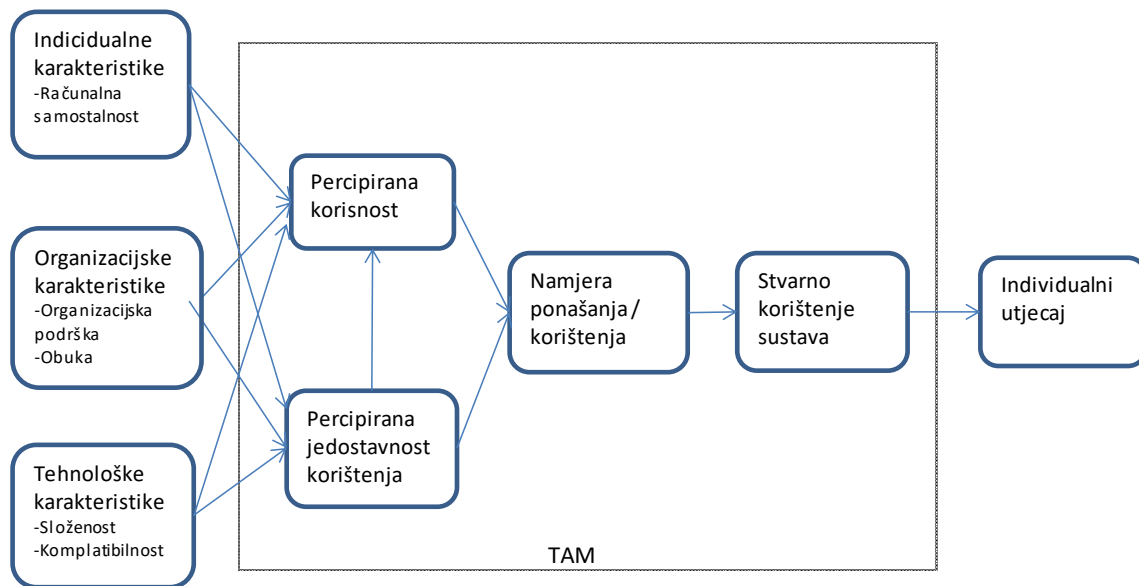 Indicidualne
karakteristike
-Računalna
samostalnost
Organizacijske
karakteristike
-Organizacijska
podrška
-Obuka
Tehnološke
karakteristike
-Složenost
-Komplatibilnost
Percipirana
korisnost
Percipirana
jedostavnost
korištenja
Namjera
ponašanja/
korištenja
Stvarno
korištenje
sustava
Individualni
utjecaj
TAM